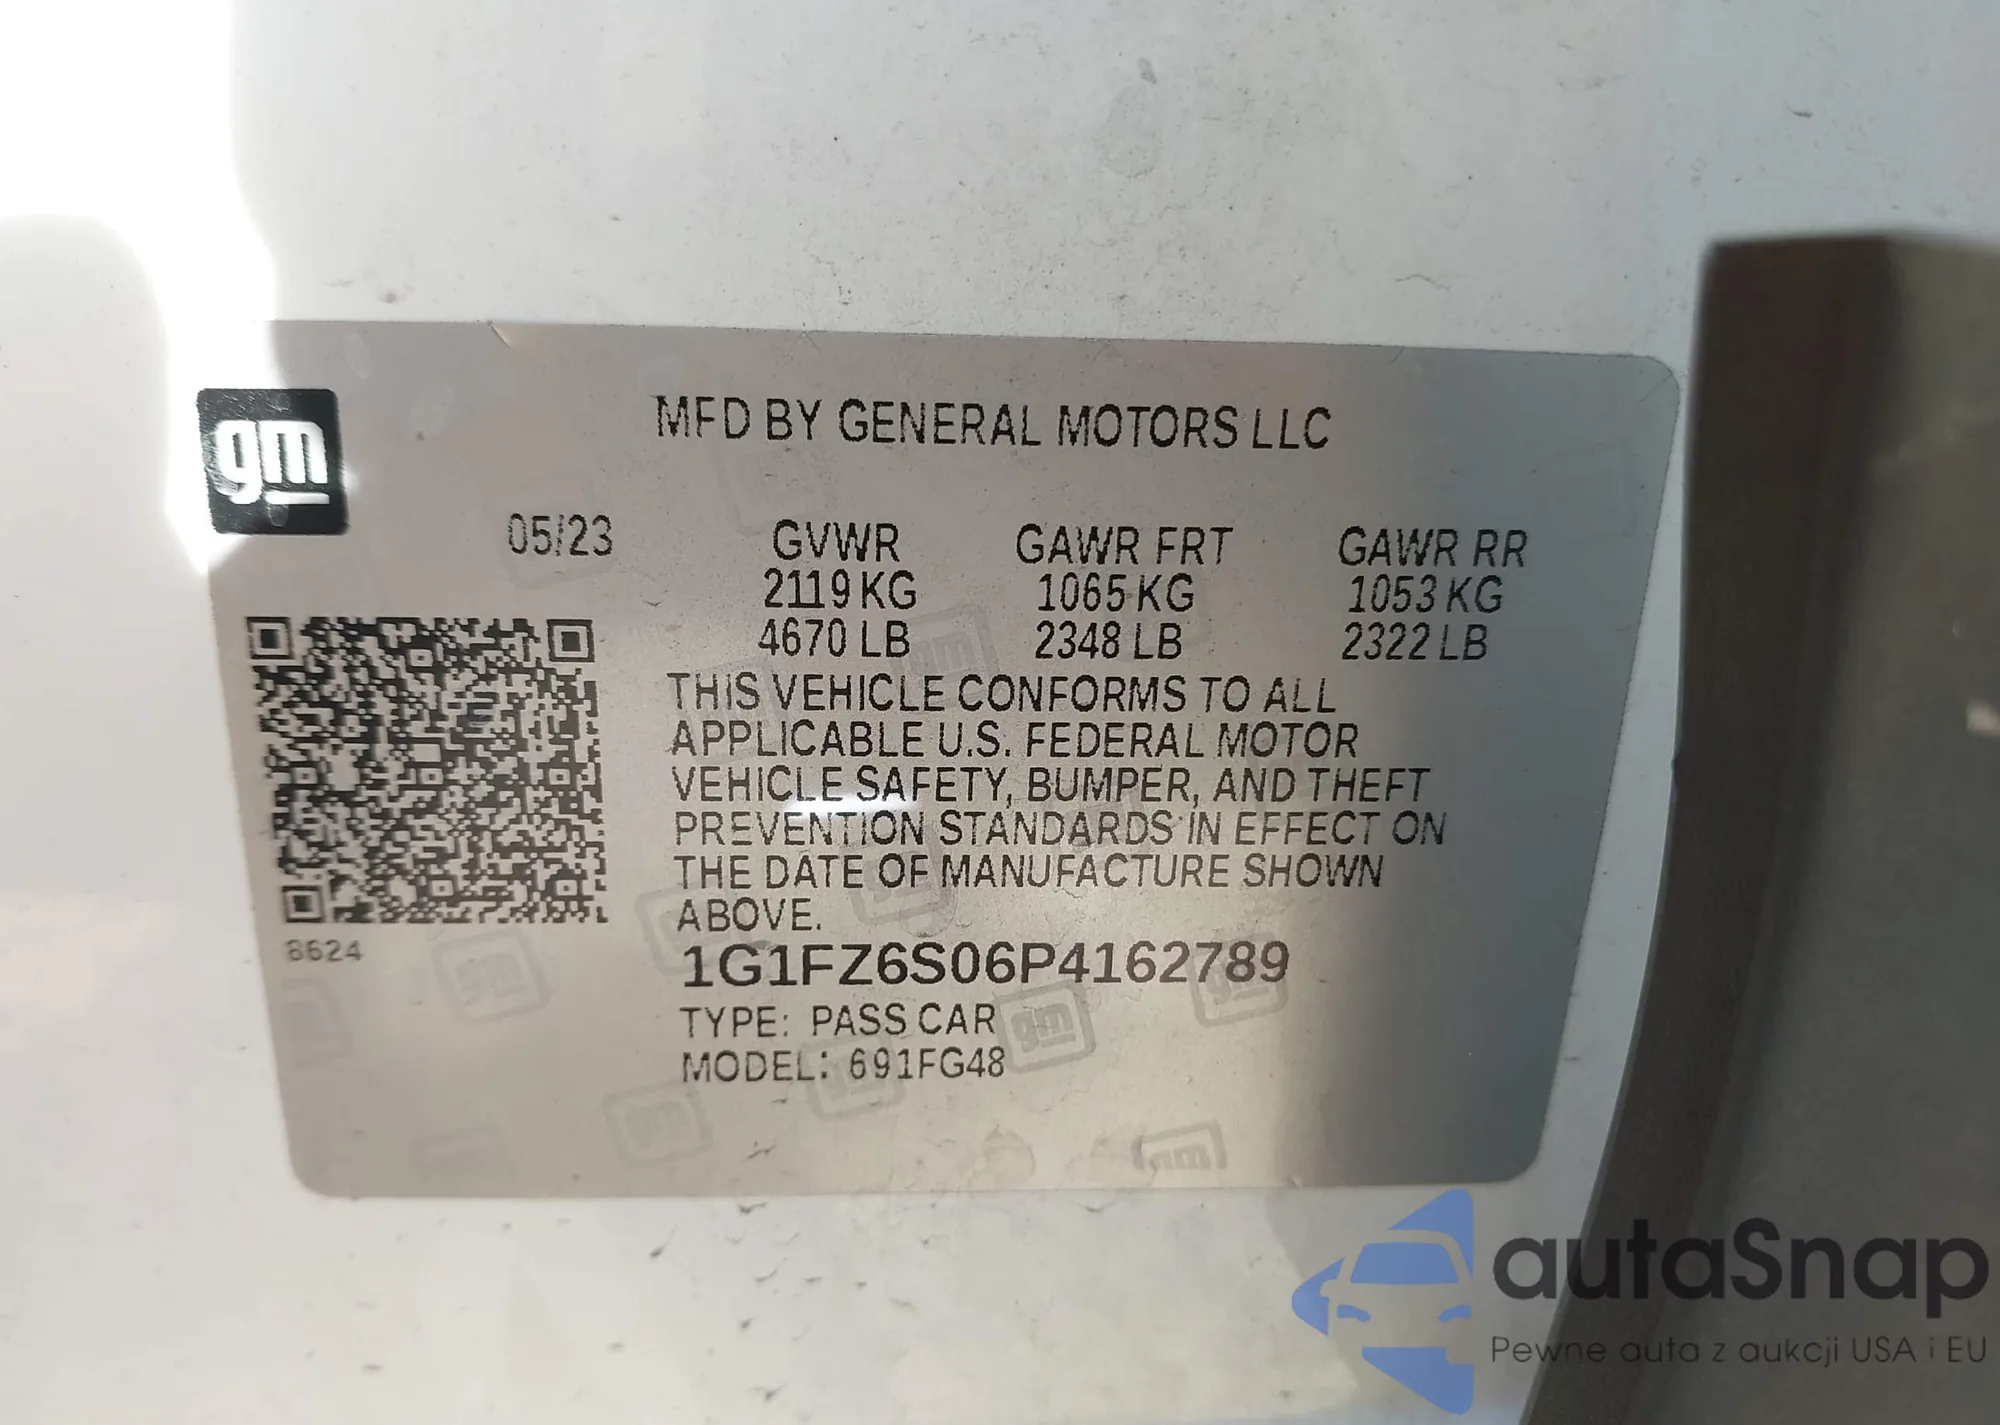 gm
MFD BY GENERAL MOTORS LLC
05/23 GVWR GAWR FRT GAWR RR
2119 KG 1065 KG 1053 KG
4670 LB 2348 LB 2322 LB
THIS VEHICLE CONFORMS TO ALL
APPLICABLE U.S. FEDERAL MOTOR
VEHICLE SAFETY, BUMPER, AND THEFT
PREVENTION STANDARDS IN EFFECT ON
THE DATE OF MANUFACTURE SHOWN
ABOVE.
8624
1G1FZ6S06P4162789
TYPE: PASS CAR
MODEL: 691FG48
autaSnap
Pewne auta z aukcji USA i EU